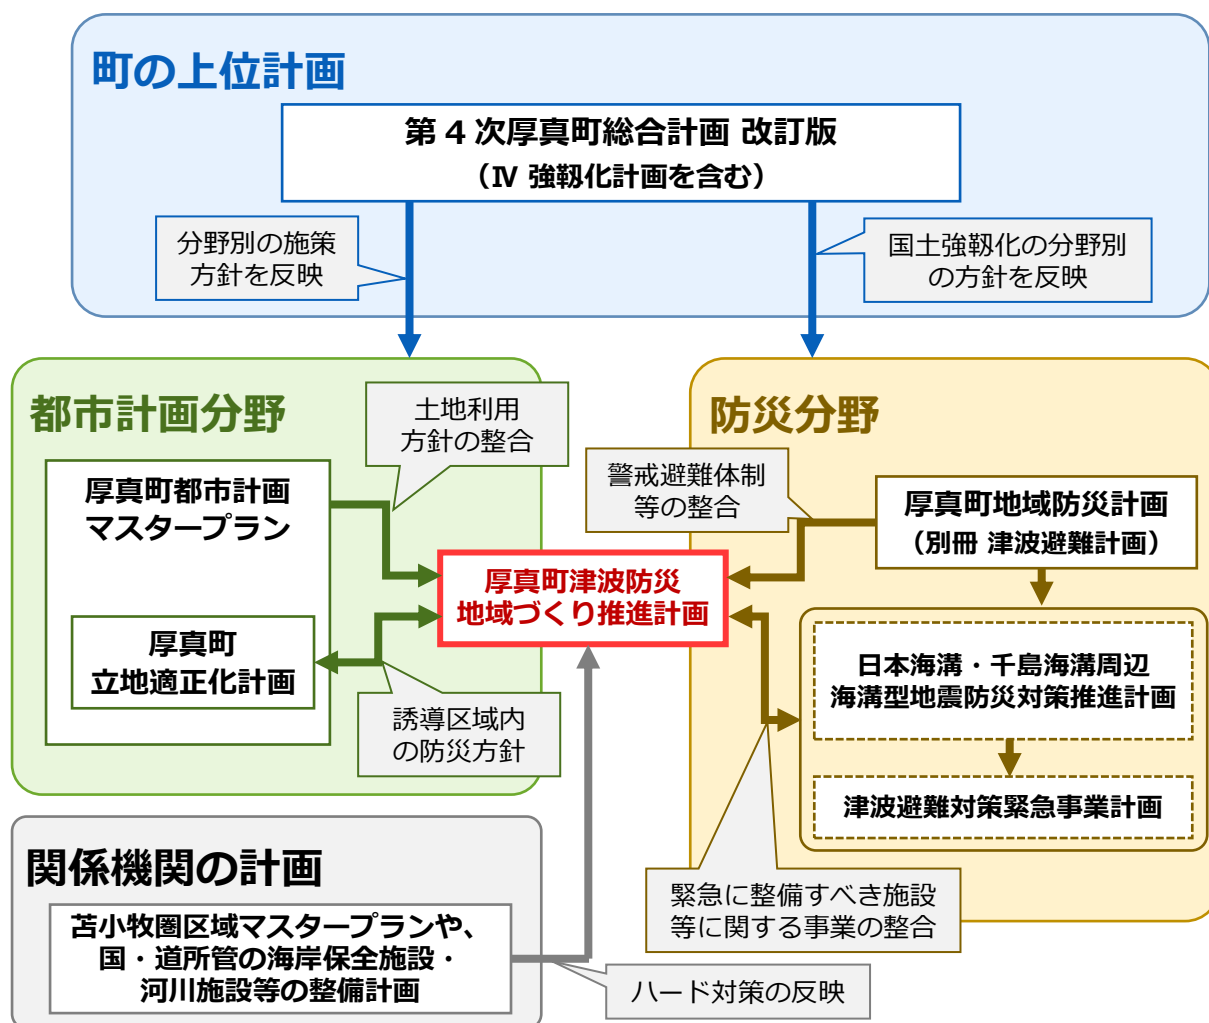 町の上位計画
第 4 次厚真町総合計画 改訂版
（Ⅳ 強靱化計画を含む）
分野別の施策
方針を反映
国土強靱化の分野別
の方針を反映
都市計画分野
土地利用
方針の整合
厚真町都市計画
マスタープラン
厚真町
立地適正化計画
誘導区域内
の防災方針
厚真町津波防災
地域づくり推進計画
防災分野
警戒避難体制
等の整合
厚真町地域防災計画
（別冊 津波避難計画）
日本海溝・千島海溝周辺
海溝型地震防災対策推進計画
津波避難対策緊急事業計画
緊急に整備すべき施設
等に関する事業の整合
関係機関の計画
苫小牧圏区域マスタープランや、
国・道所管の海岸保全施設・
河川施設等の整備計画
ハード対策の反映